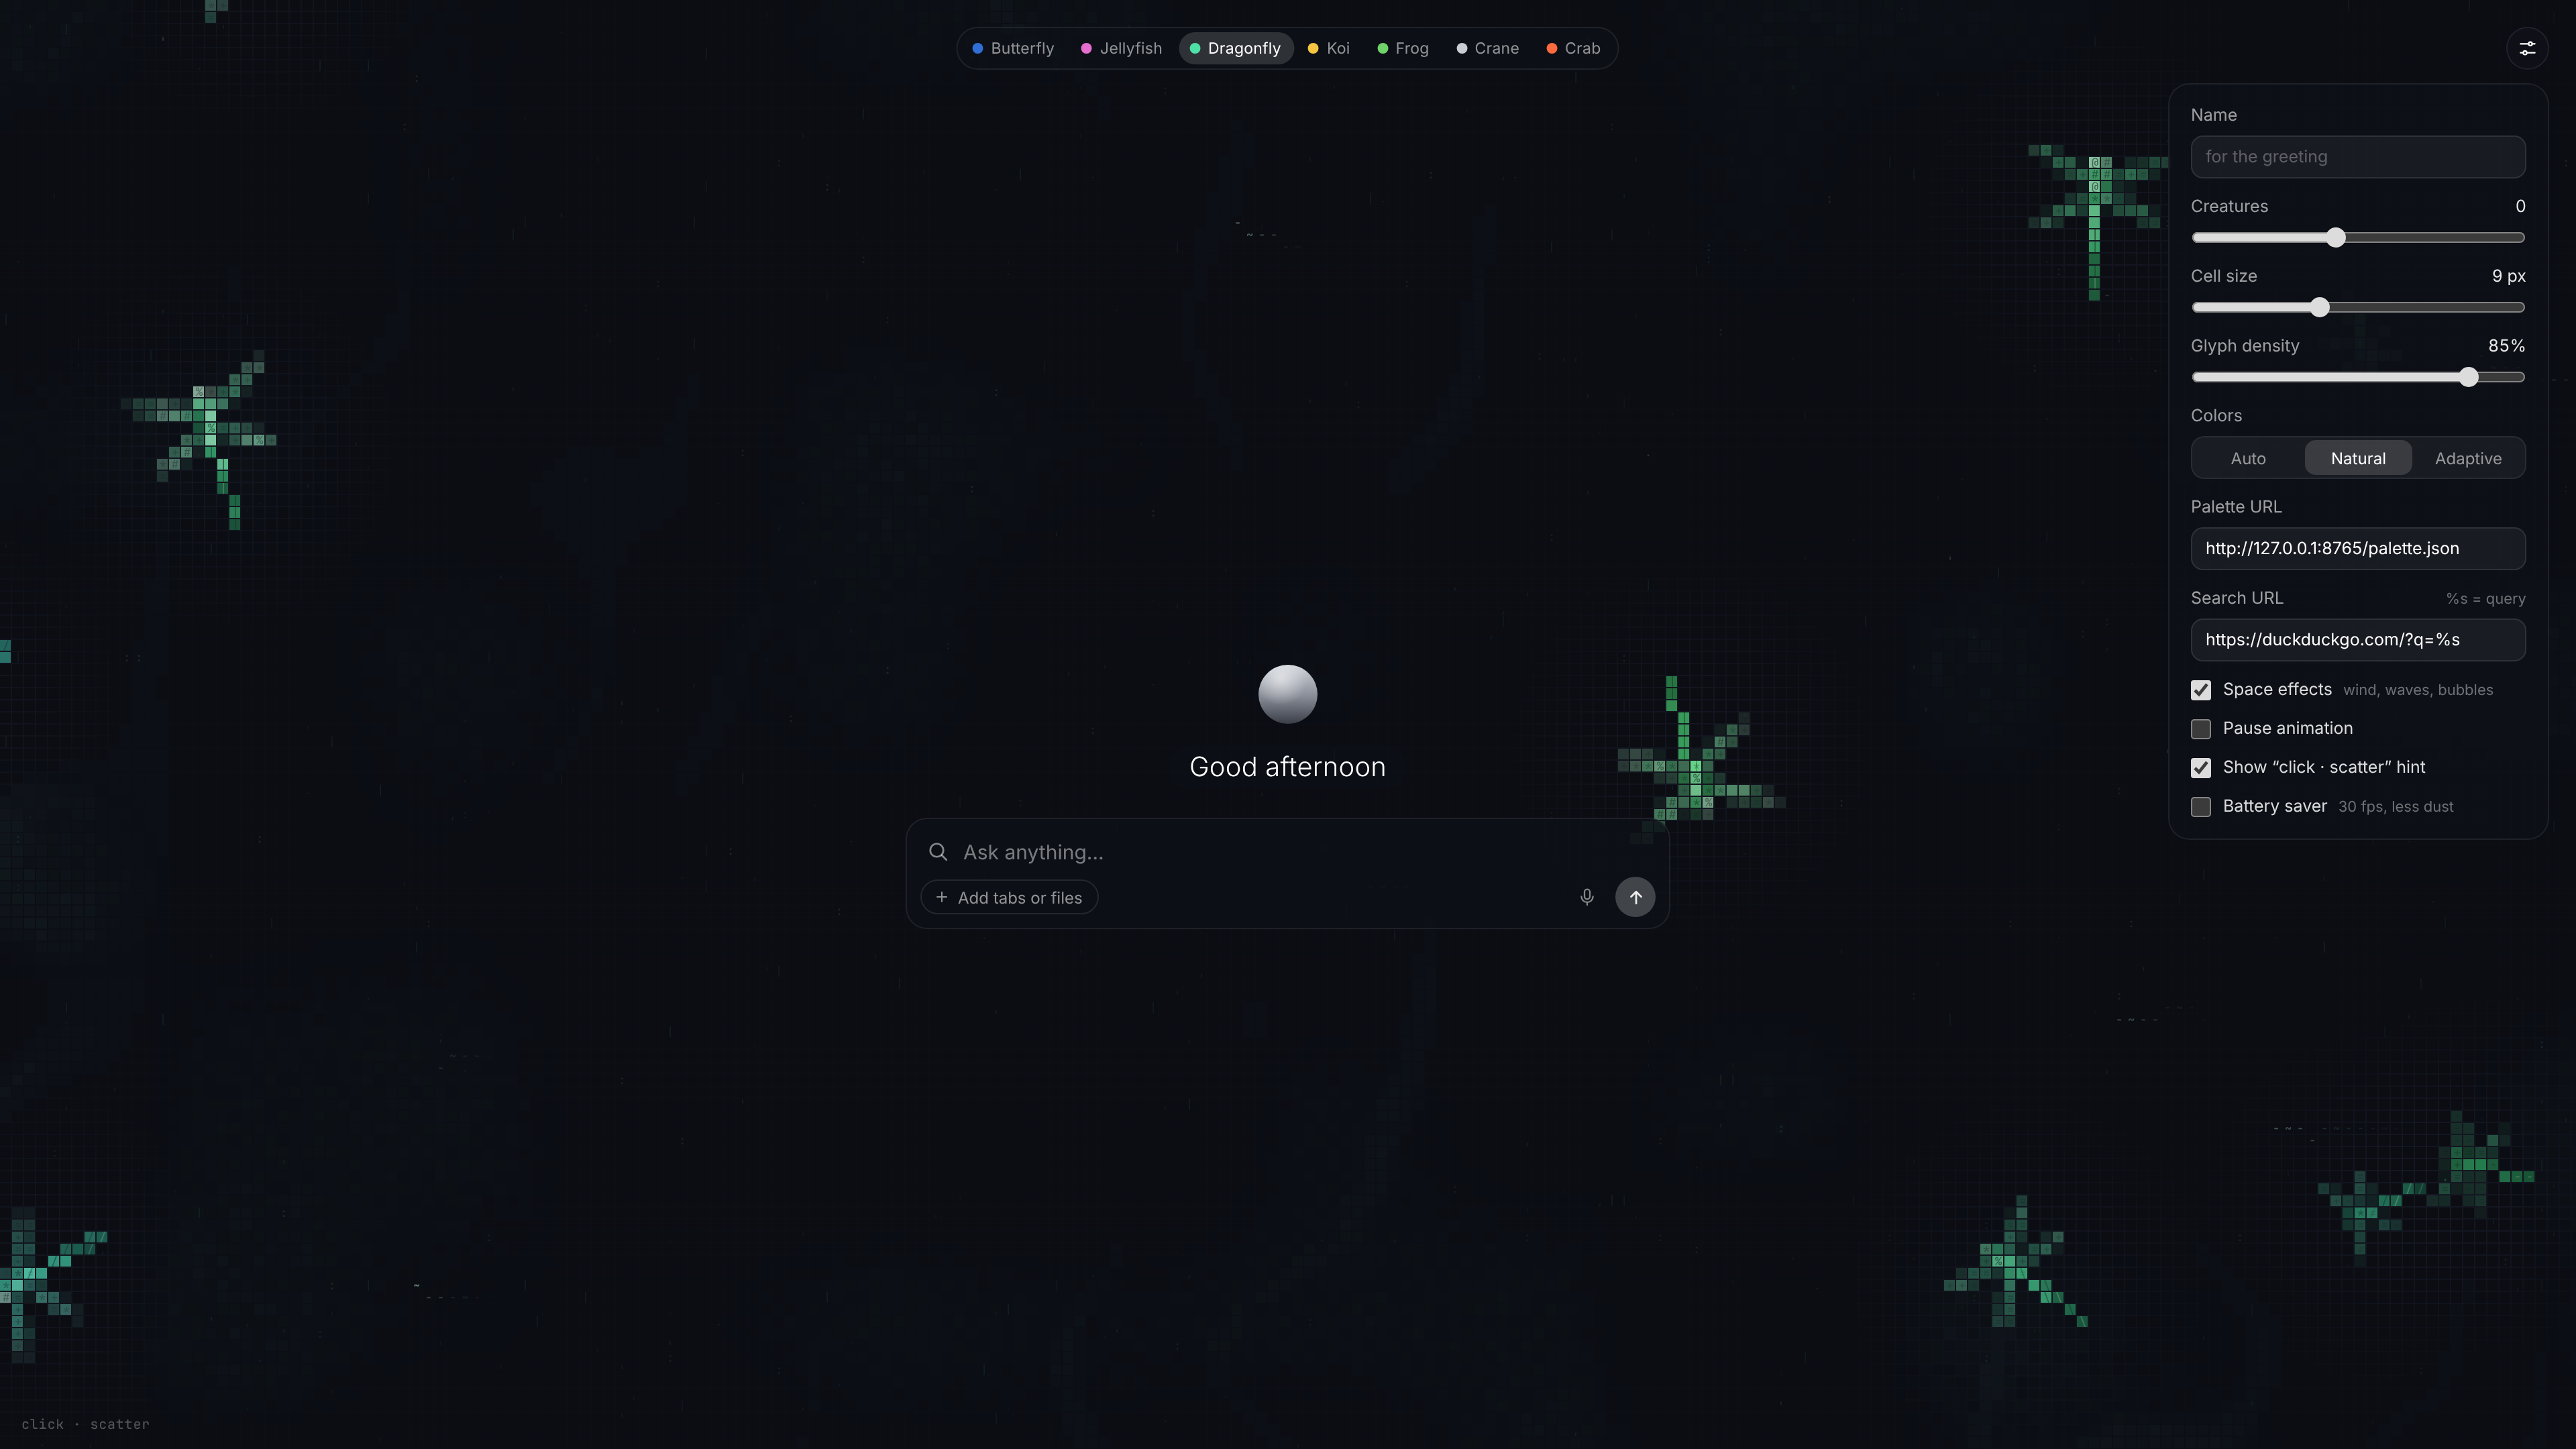 Butterfly Jellyfish Dragonfly Koi Frog Crane Crab
Name
for the greeting
Creatures 0
Cell size 9 px
Glyph density 85%
Colors
Auto Natural Adaptive
Palette URL
http://127.0.0.1:8765/palette.json
Search URL %s = query
https://duckduckgo.com/?q=%s
Space effects wind, waves, bubbles
Pause animation
Show “click · scatter” hint
Battery saver 30 fps, less dust
Good afternoon
Ask anything...
+ Add tabs or files
click · scatter